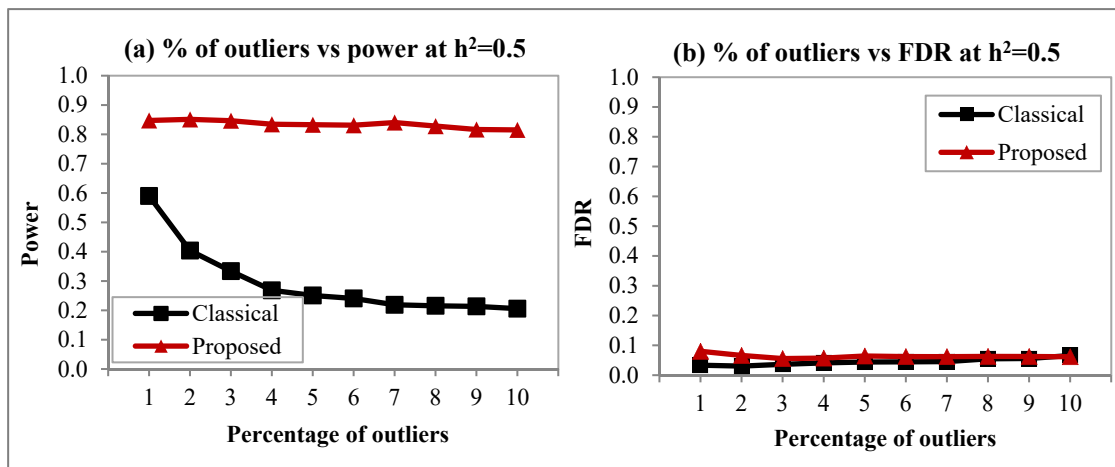 (a) % of outliers vs power at h²=0.5
1.0
0.9
0.8
0.7
0.6
0.5
0.4
0.3
0.2
0.1
0.0
Power
Classical
Proposed
1 2 3 4 5 6 7 8 9 10
Percentage of outliers
(b) % of outliers vs FDR at h²=0.5
1.0
0.9
0.8
0.7
0.6
0.5
0.4
0.3
0.2
0.1
0.0
FDR
Classical
Proposed
1 2 3 4 5 6 7 8 9 10
Percentage of outliers